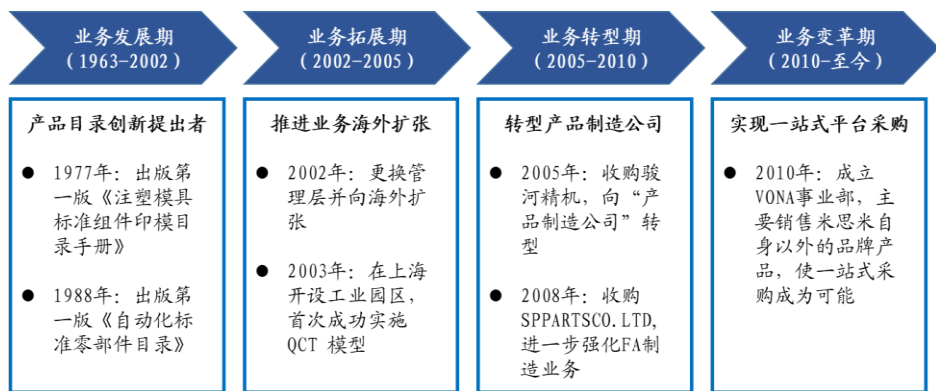 业务发展期
（1963-2002）
产品目录创新提出者
● 1977年：出版第
一版《注塑模具
标准组件印模目
录手册》
● 1988年：出版第
一版《自动化标
准零部件目录》
业务拓展期
（2002-2005）
推进业务海外扩张
● 2002年：更换管
理层并向海外扩
张
● 2003年：在上海
开设工业园区，
首次成功实施
QCT 模型
业务转型期
（2005-2010）
转型产品制造公司
● 2005年：收购骏
河精机，向“产
品制造公司”转
型
● 2008年：收购
SPPARTSCO.LTD,
进一步强化FA制
造业务
业务变革期
（2010-至今）
实现一站式平台采购
● 2010年：成立
VONA事业部，主
要销售米思米自
身以外的品牌产
品，使一站式采
购成为可能